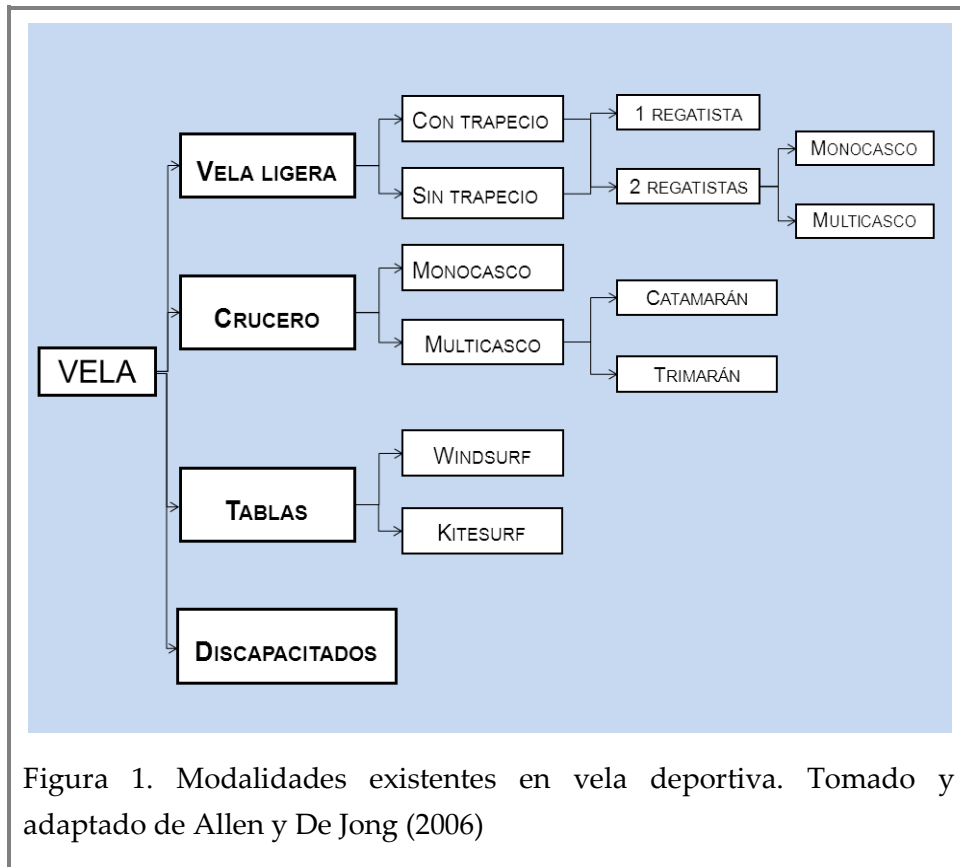 VELA
VELA LIGERA
CON TRAPECIO
SIN TRAPECIO
1 REGATISTA
2 REGATISTAS
MONOCASCO
MULTICASCO
CRUCERO
MONOCASCO
MULTICASCO
CATAMARÁN
TRIMARÁN
TABLAS
WINDSURF
KITESURF
DISCAPACITADOS
Figura 1. Modalidades existentes en vela deportiva. Tomado y
adaptado de Allen y De Jong (2006)